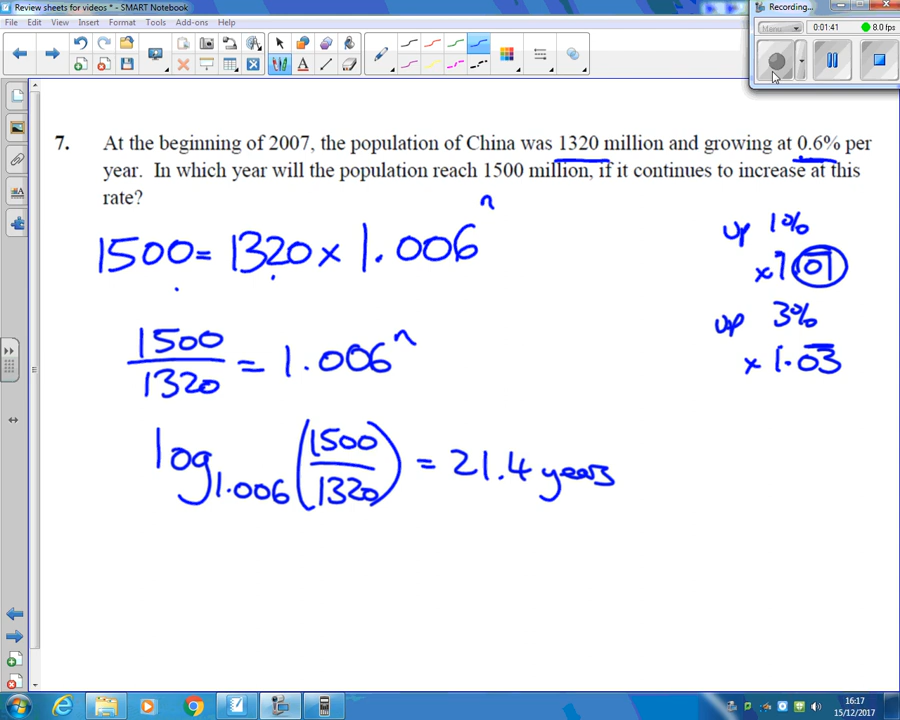 Review sheets for videos * - SMART Notebook
Recording...
File Edit View Insert Format Tools Add-ons Help
Menu 00:01:41 8.0 fps
7. At the beginning of 2007, the population of China was 1320 million and growing at 0.6% per
year. In which year will the population reach 1500 million, if it continues to increase at this
rate?
1500 = 1320 × 1.006^n
up 1%
×1.01
up 3%
× 1.03
1500/1320 = 1.006^n
log_1.006 (1500/1320) = 21.4 years
16:17
15/12/2017